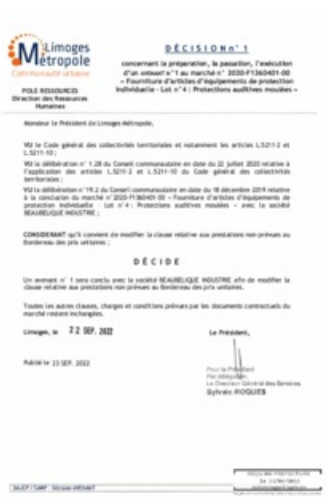 Limoges
Métropole
Communauté urbaine
POLE RESSOURCES
Direction des Ressources
Humaines
DÉCISION n° 1
concernant la préparation, la passation, l'exécution
d'un avenant n°1 au marché n° 2020-F1360401-00
« Fourniture d'articles d'équipements de protection
individuelle - Lot n°4 : Protections auditives moulées »
Monsieur le Président de Limoges Métropole,
VU le Code général des collectivités territoriales et notamment les articles L.5211-2 et
L.5211-10 ;
VU la délibération n° 1.28 du Conseil communautaire en date du 22 juillet 2020 relative à
l'application des articles L.5211-2 et L.5211-10 du Code général des collectivités
territoriales ;
VU la délibération n°19.2 du Conseil communautaire en date du 18 décembre 2019 relative
à la conclusion du marché n°2020-F1360401-00 « Fourniture d'articles d'équipements de
protection individuelle - Lot n°4 : Protections auditives moulées » avec la société
BEAUBELIQUE INDUSTRIE ;
CONSIDERANT qu'il convient de modifier la clause relative aux prestations non prévues au
Bordereau des prix unitaires ;
DÉCIDE
Un avenant n° 1 sera conclu avec la société BEAUBELIQUE INDUSTRIE afin de modifier la
clause relative aux prestations non prévues au Bordereau des prix unitaires.
Toutes les autres clauses, charges et conditions prévues par les documents contractuels du
marché restent inchangées.
Limoges, le 22 SEP. 2022
Le Président,
Publié le 23 SEP. 2022
Pour le Président
Par délégation,
Le Directeur Général des Services
Sylvain ROQUES
DAJCP / SAMP Décision AVENANT